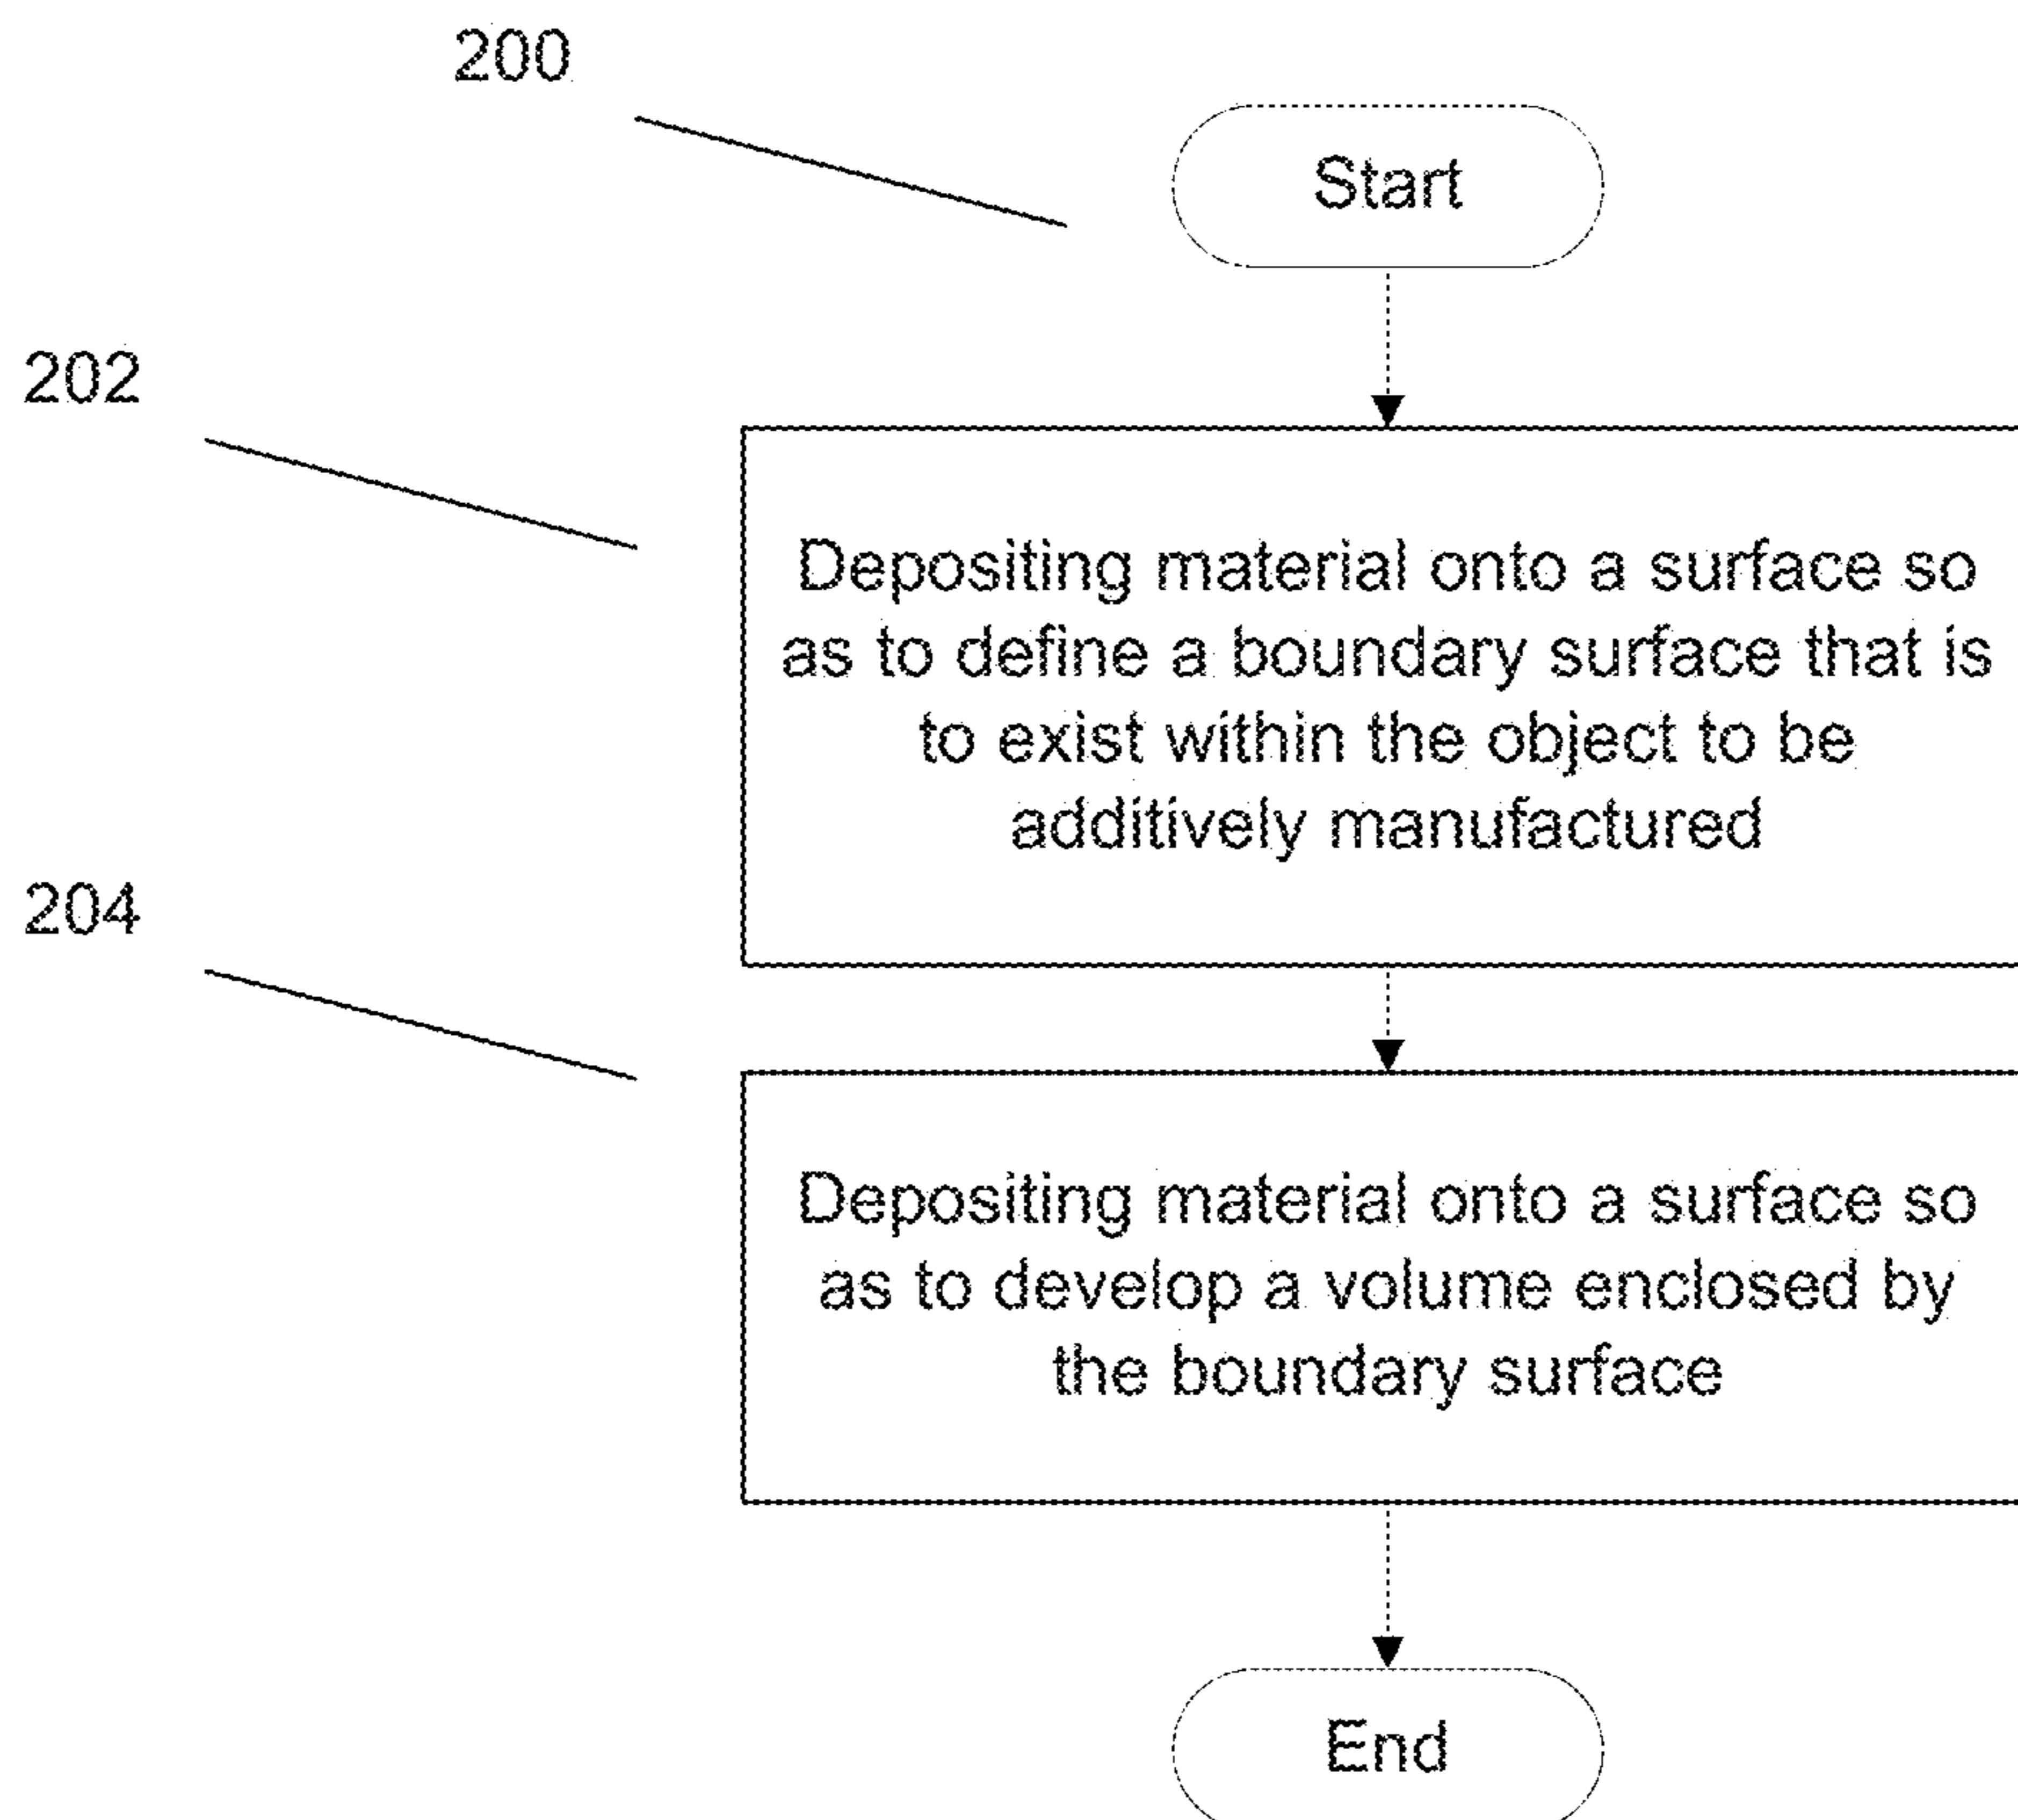 200
Start
202
Depositing material onto a surface so
as to define a boundary surface that is
to exist within the object to be
additively manufactured
204
Depositing material onto a surface so
as to develop a volume enclosed by
the boundary surface
End